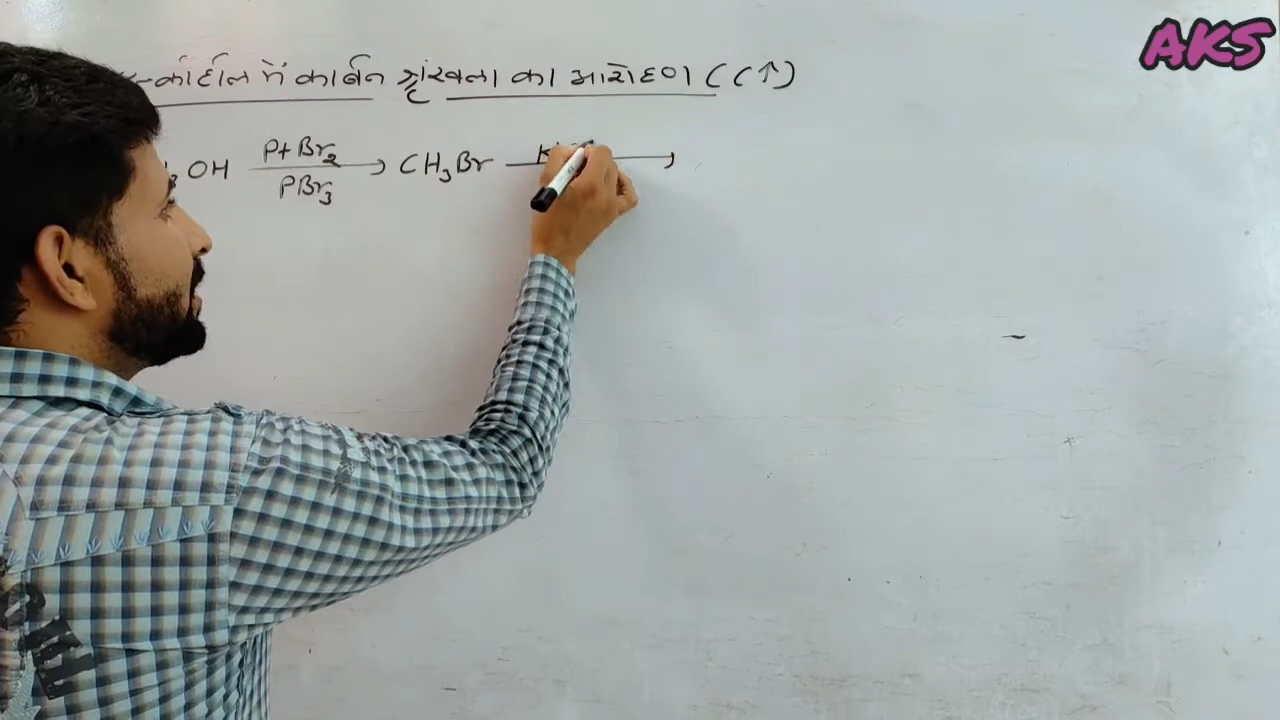 AKS
में कार्बन श्रृंखला का आरोहण (C↑)
OH P+Br₂ → CH₃Br →
PBr₃